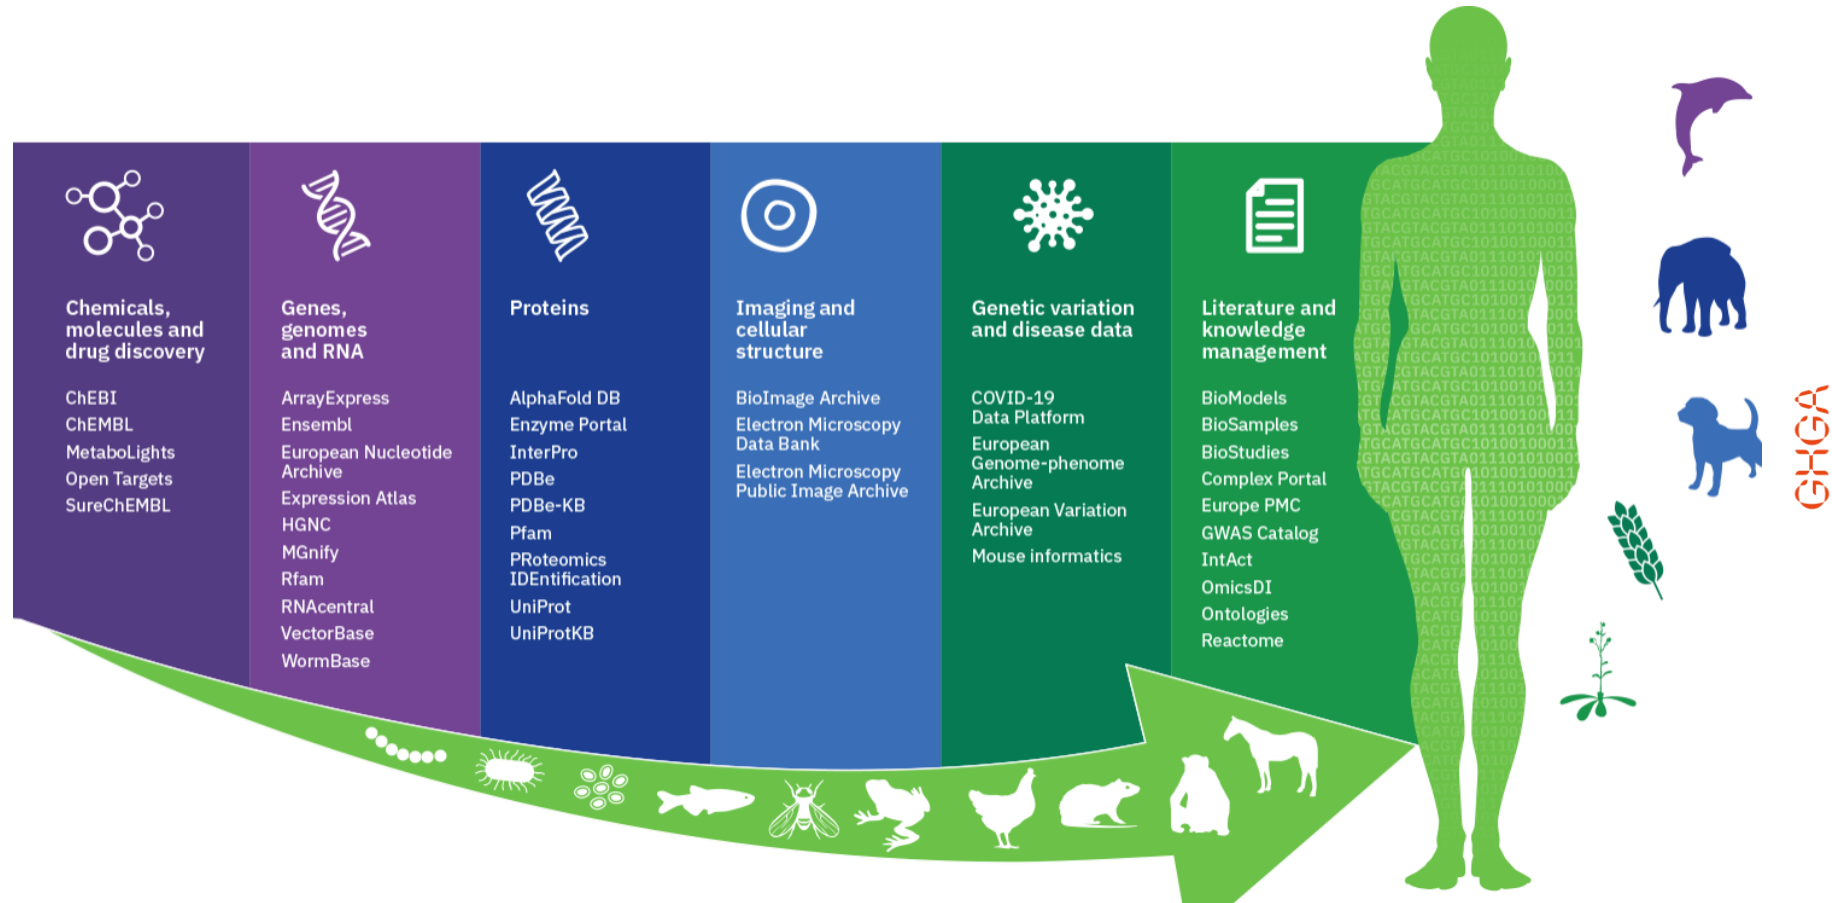 Chemicals,
molecules and
drug discovery
ChEBI
ChEMBL
MetaboLights
Open Targets
SureChEMBL
Genes,
genomes
and RNA
ArrayExpress
Ensembl
European Nucleotide
Archive
Expression Atlas
HGNC
MGnify
Rfam
RNAcentral
VectorBase
WormBase
Proteins
AlphaFold DB
Enzyme Portal
InterPro
PDBe
PDBe-KB
Pfam
PRoteomics
IDEntification
UniProt
UniProtKB
Imaging and
cellular
structure
BioImage Archive
Electron Microscopy
Data Bank
Electron Microscopy
Public Image Archive
Genetic variation
and disease data
COVID-19
Data Platform
European
Genome-phenome
Archive
European Variation
Archive
Mouse informatics
Literature and
knowledge
management
BioModels
BioSamples
BioStudies
Complex Portal
Europe PMC
GWAS Catalog
IntAct
OmicsDI
Ontologies
Reactome
GHGA